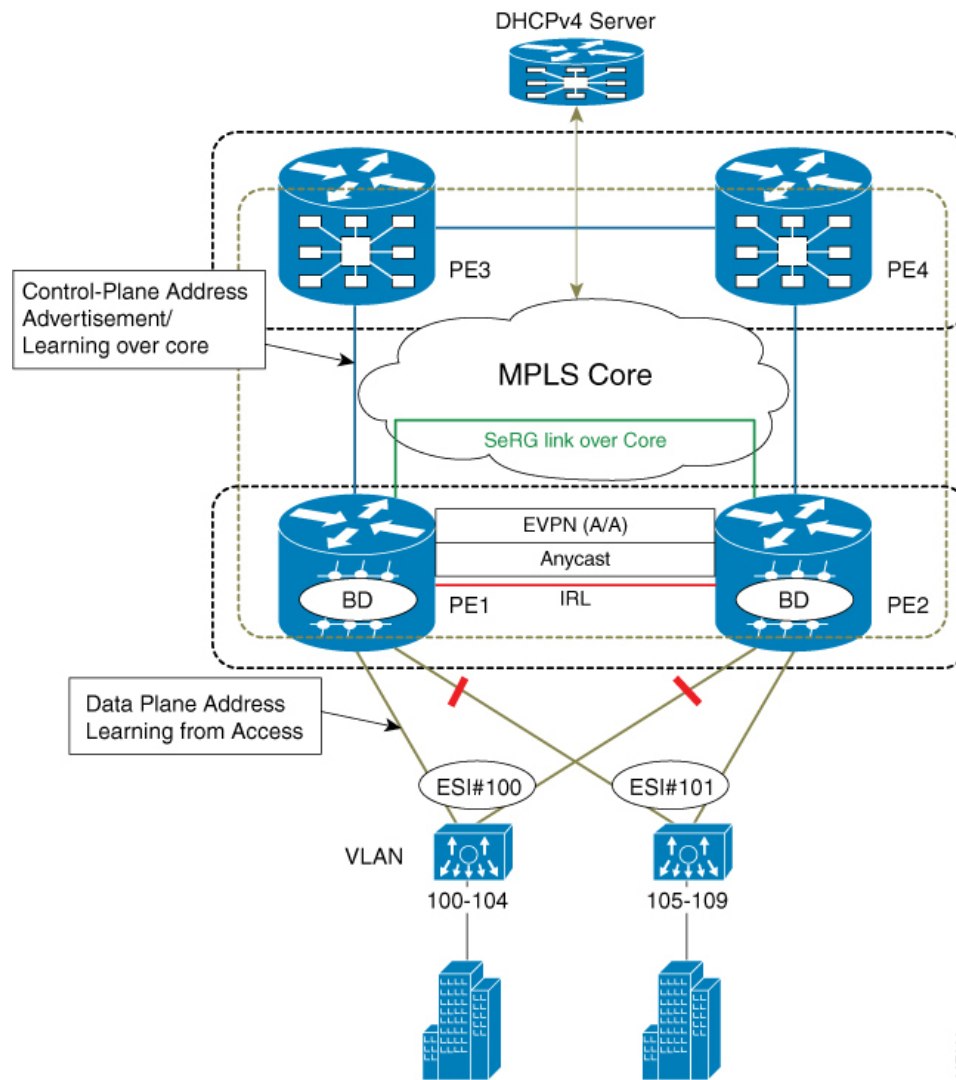 DHCPv4 Server
PE3
PE4
Control-Plane Address
Advertisement/
Learning over core
MPLS Core
SeRG link over Core
EVPN (A/A)
Anycast
BD
PE1
IRL
BD
PE2
Data Plane Address
Learning from Access
ESI#100
ESI#101
VLAN
100-104
105-109